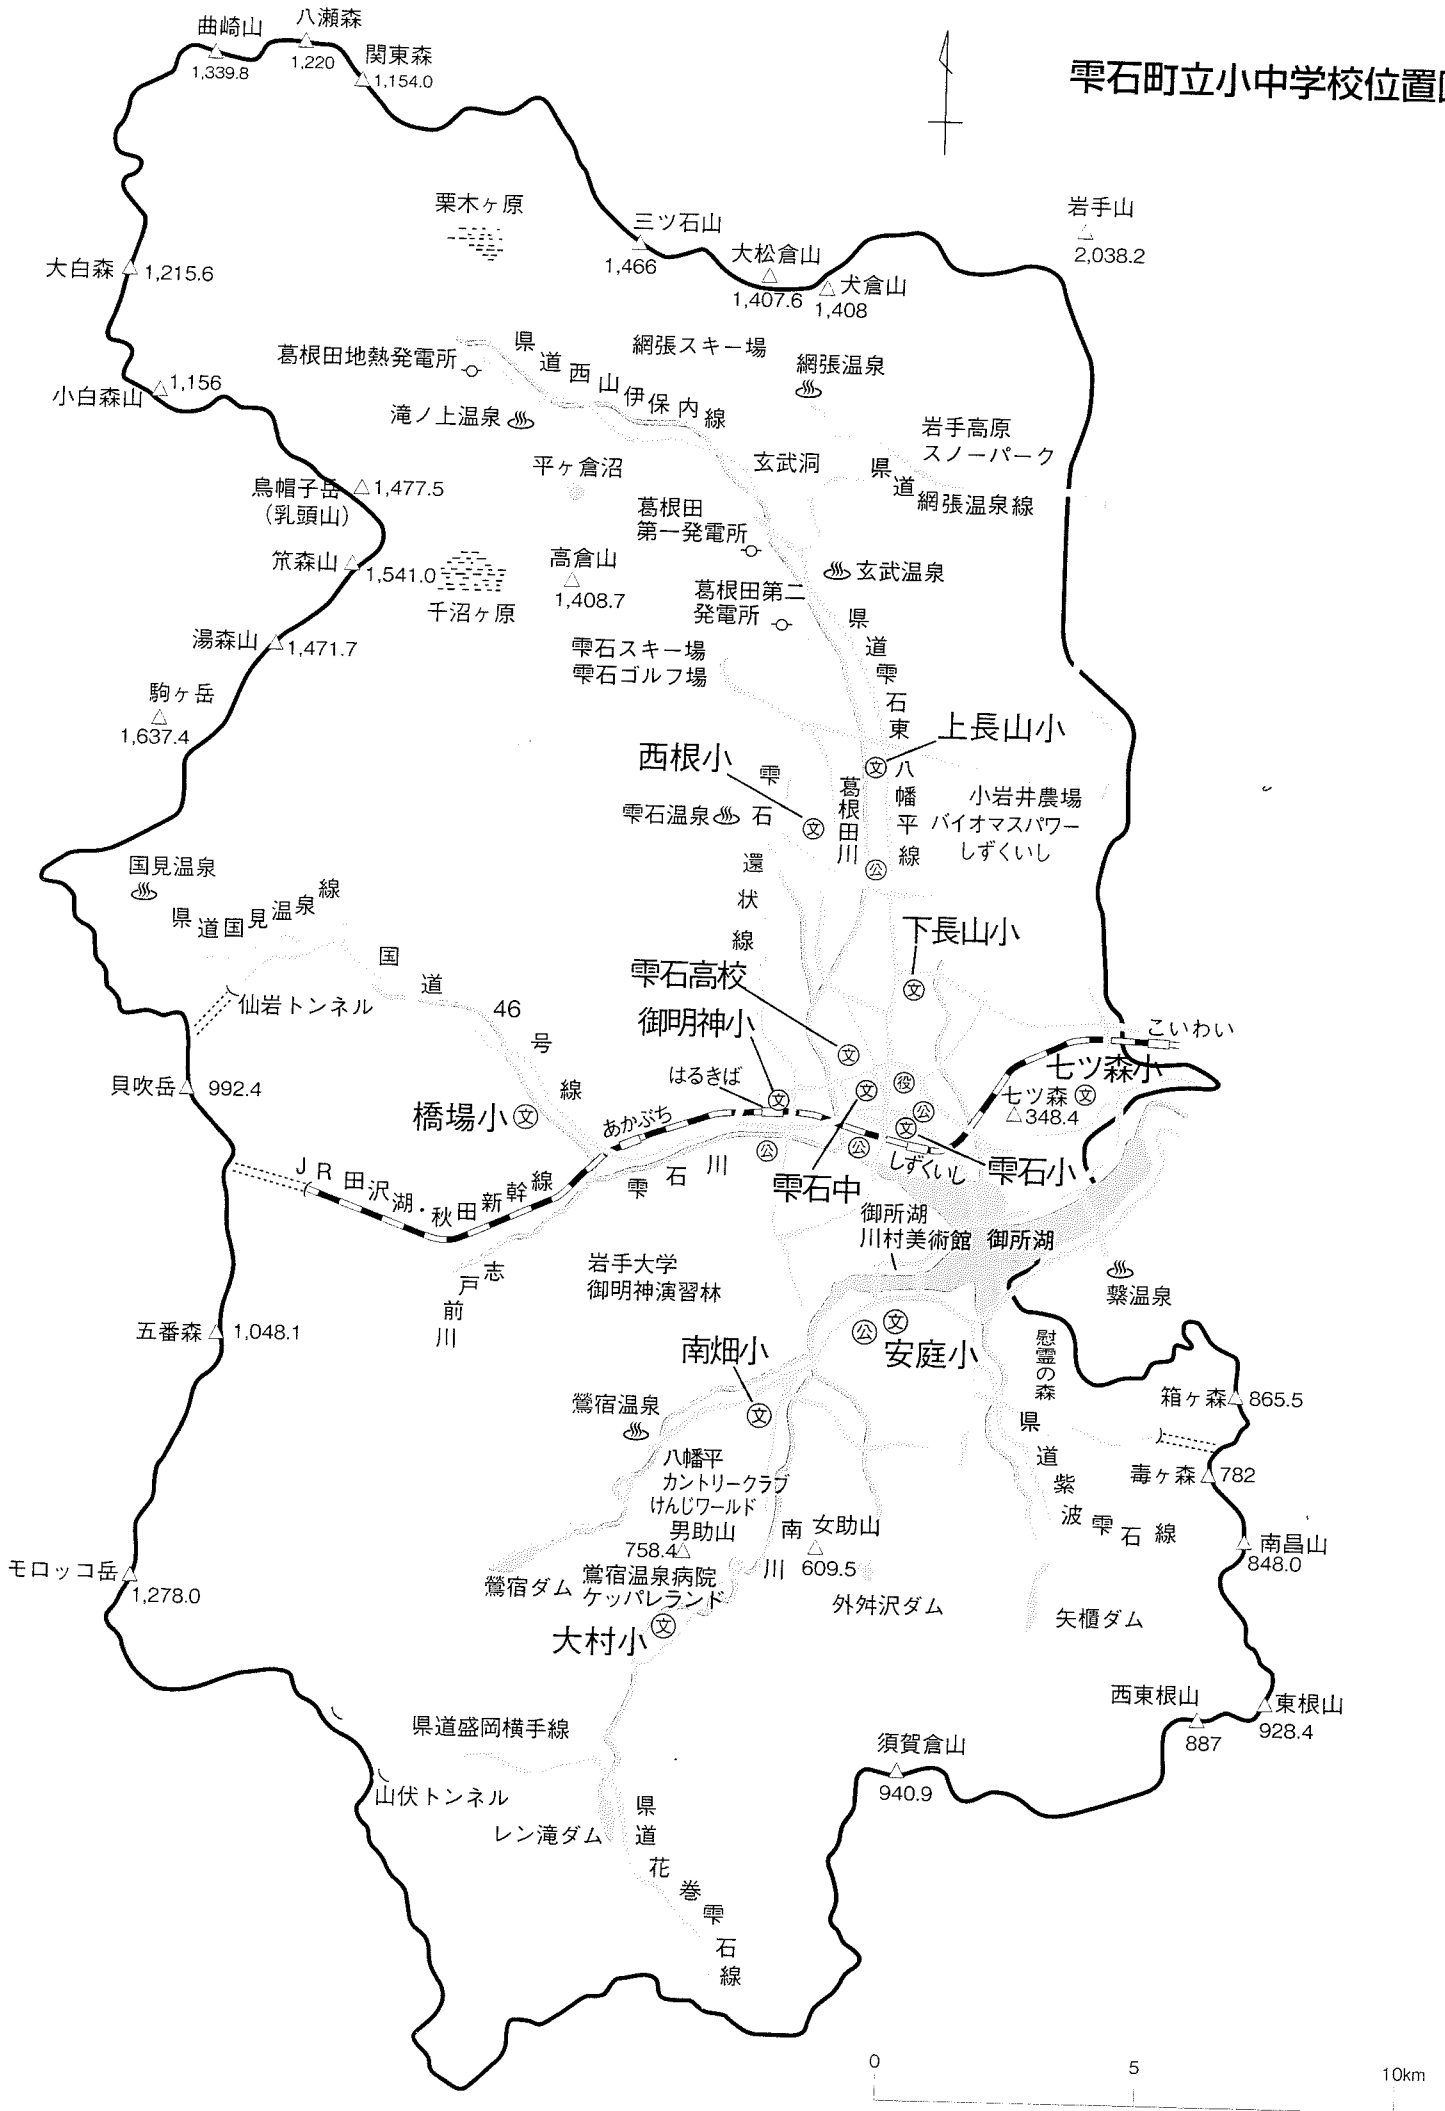 雫石町立小中学校位置
曲崎山
1,339.8
八瀬森
1,220
関東森
1,154.0
栗木ヶ原
三ツ石山
1,466
大松倉山
1,407.6
犬倉山
1,408
岩手山
2,038.2
大白森
1,215.6
小白森山
1,156
葛根田地熱発電所
県道西山伊保内線
網張スキー場
網張温泉
滝ノ上温泉
岩手高原
スノーパーク
平ヶ倉沼
玄武洞
県道網張温泉線
烏帽子岳
（乳頭山）
1,477.5
葛根田
第一発電所
笊森山
1,541.0
千沼ヶ原
高倉山
1,408.7
玄武温泉
葛根田第二
発電所
湯森山
1,471.7
雫石スキー場
雫石ゴルフ場
県道雫石東八幡平線
駒ヶ岳
1,637.4
上長山小
文
西根小
文
雫石還状線
雫石温泉
葛根田川
小岩井農場
バイオマスパワー
しずくいし
公
国見温泉
県道国見温泉線
国道46号線
仙岩トンネル
下長山小
文
雫石高校
文
御明神小
文
はるきば
こいわい
七ツ森小
文
七ツ森
348.4
貝吹岳
992.4
橋場小
文
あかぶち
文
役
公
文
公
公
しずくいし
雫石小
雫石中
JR田沢湖・秋田新幹線
雫石川
御所湖
川村美術館
御所湖
岩手大学
御明神演習林
志戸前川
繋温泉
五番森
1,048.1
公
文
安庭小
南畑小
文
慰霊の森
箱ヶ森
865.5
鶯宿温泉
県道紫波雫石線
毒ヶ森
782
八幡平
カントリークラブ
けんじワールド
男助山
758.4
南川
女助山
609.5
南昌山
848.0
モロッコ岳
1,278.0
鶯宿ダム
鶯宿温泉病院
ケッパレランド
外舛沢ダム
矢櫃ダム
大村小
文
西東根山
887
東根山
928.4
県道盛岡横手線
須賀倉山
940.9
山伏トンネル
レン滝ダム
県道花巻雫石線
0
5
10km